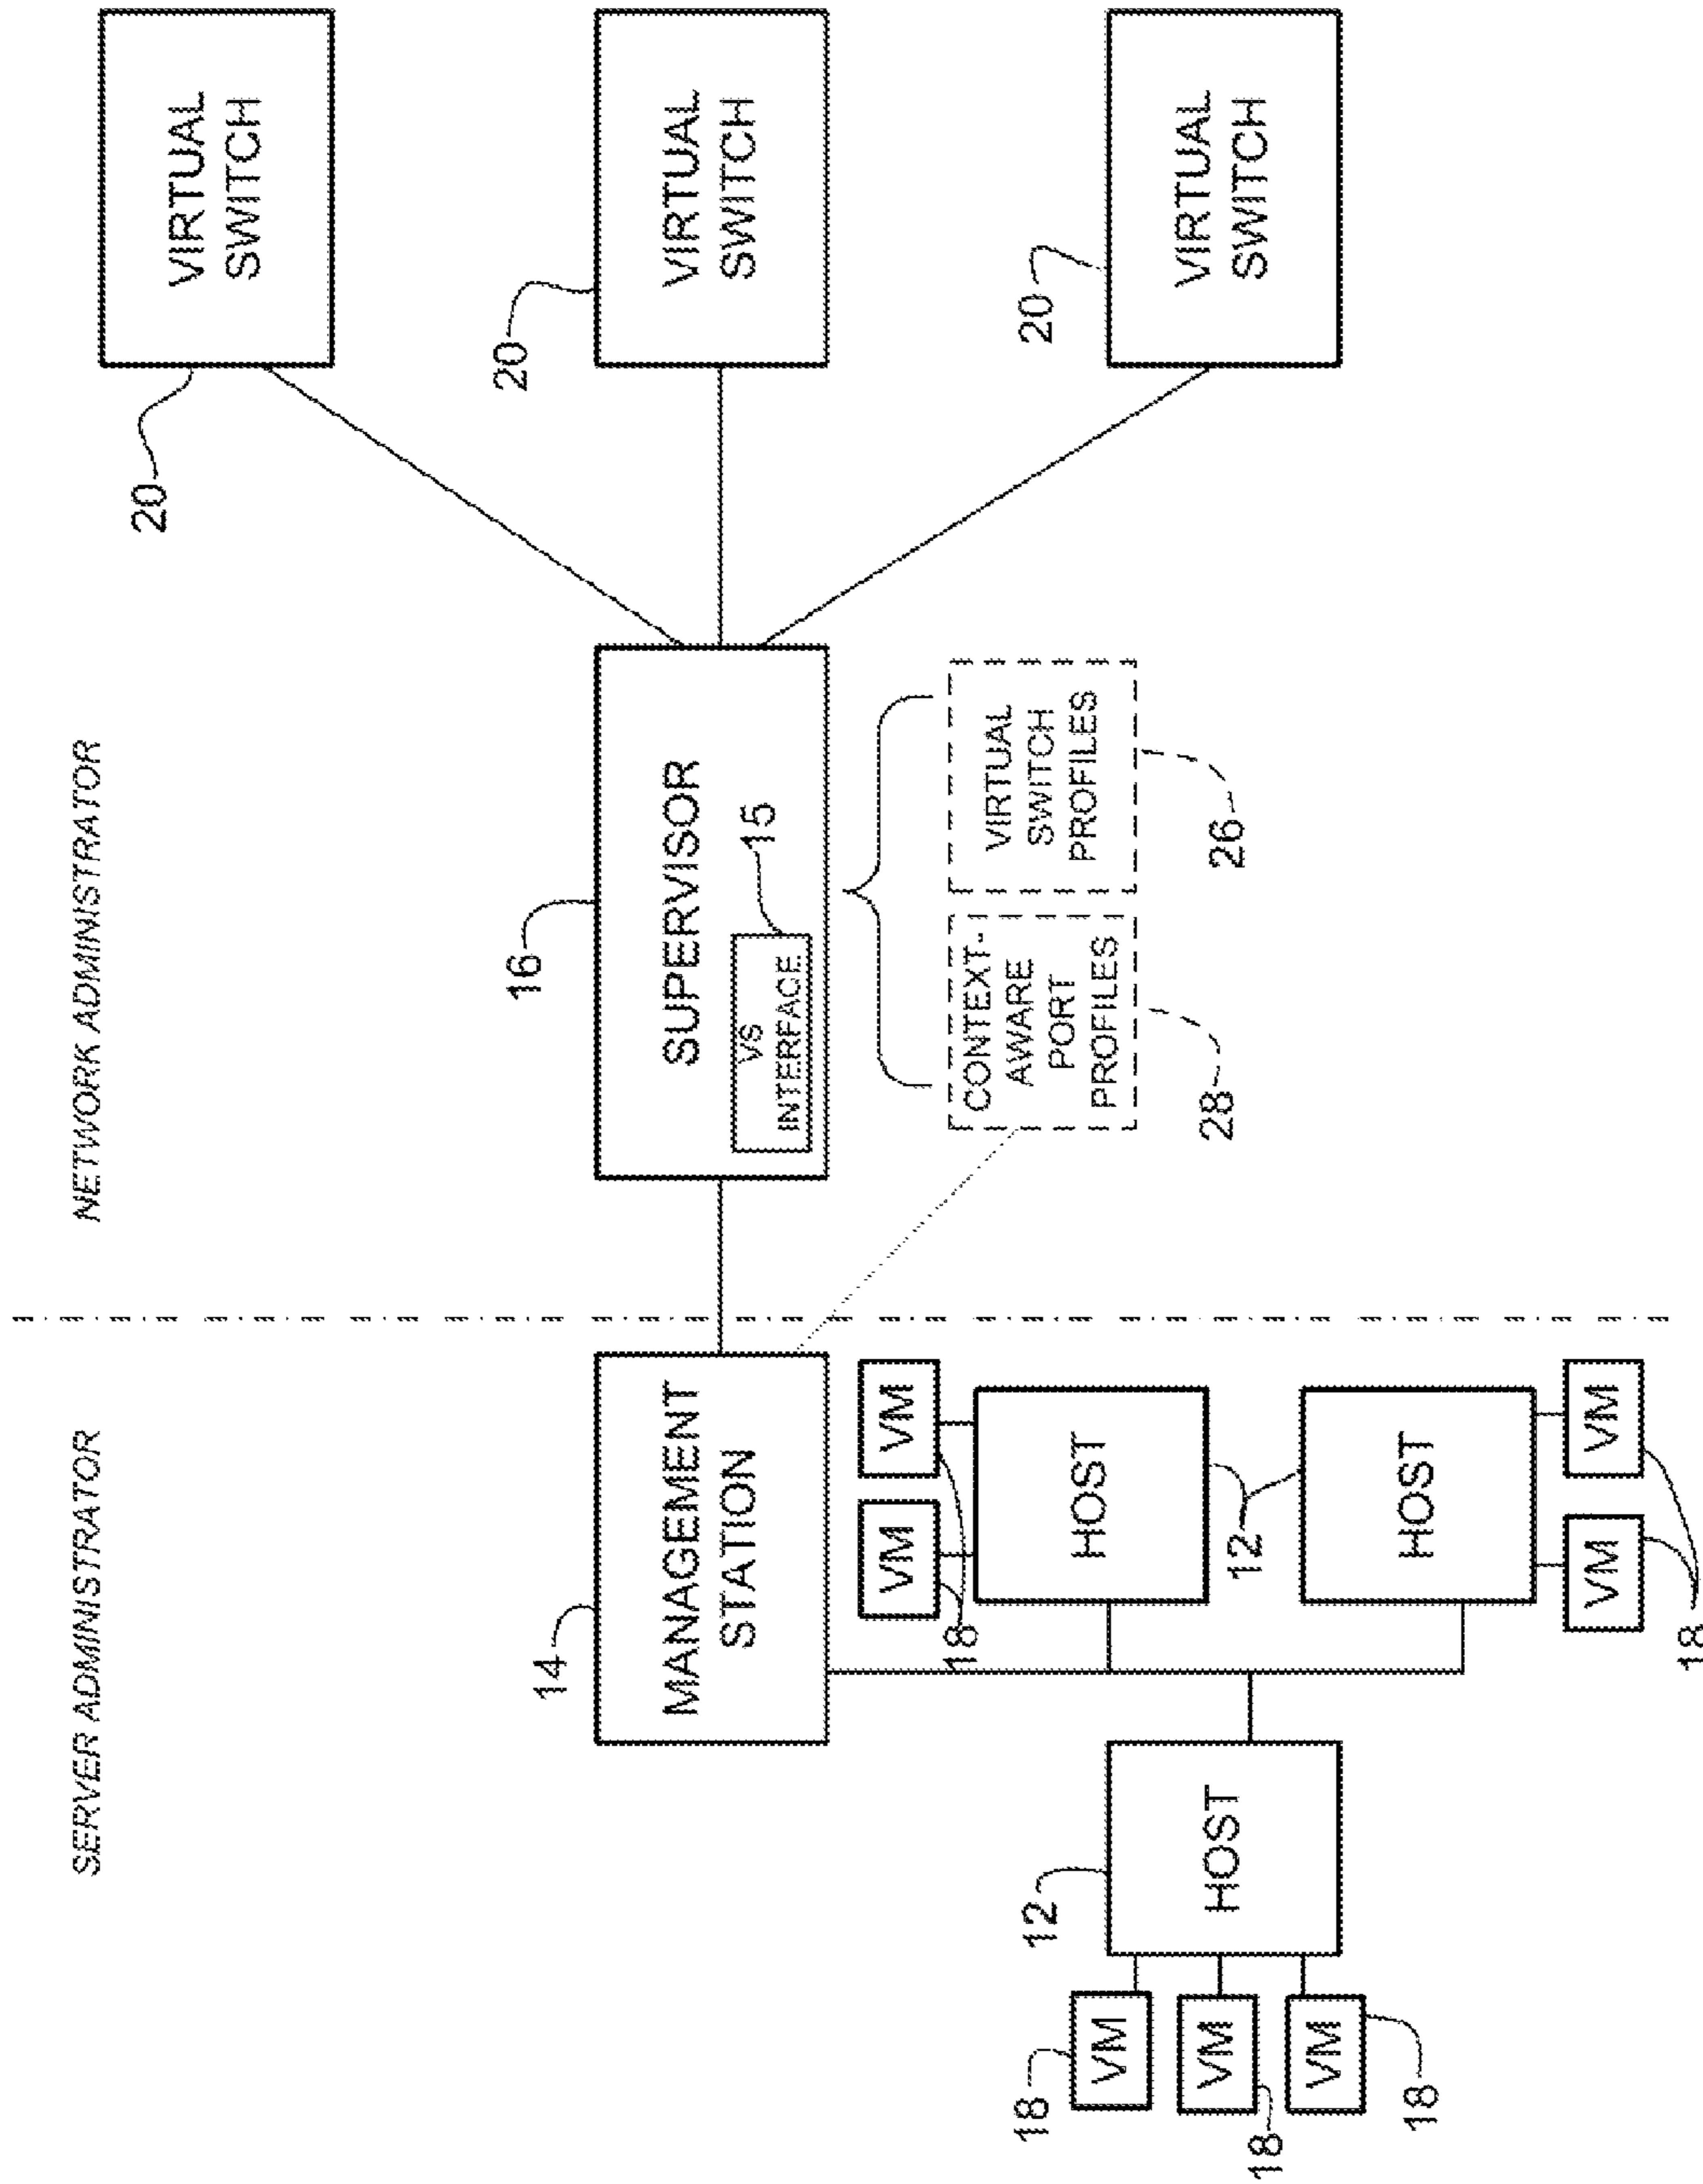 SERVER ADMINISTRATOR
NETWORK ADMINISTRATOR
14
MANAGEMENT
STATION
16
SUPERVISOR
VS
INTERFACE
15
20
VIRTUAL
SWITCH
20
VIRTUAL
SWITCH
20
VIRTUAL
SWITCH
CONTEXT-
AWARE
PORT
PROFILES
28
VIRTUAL
SWITCH
PROFILES
26
VM
VM
18
HOST
12
HOST
VM
VM
18
12
HOST
18
VM
VM
18
VM
18